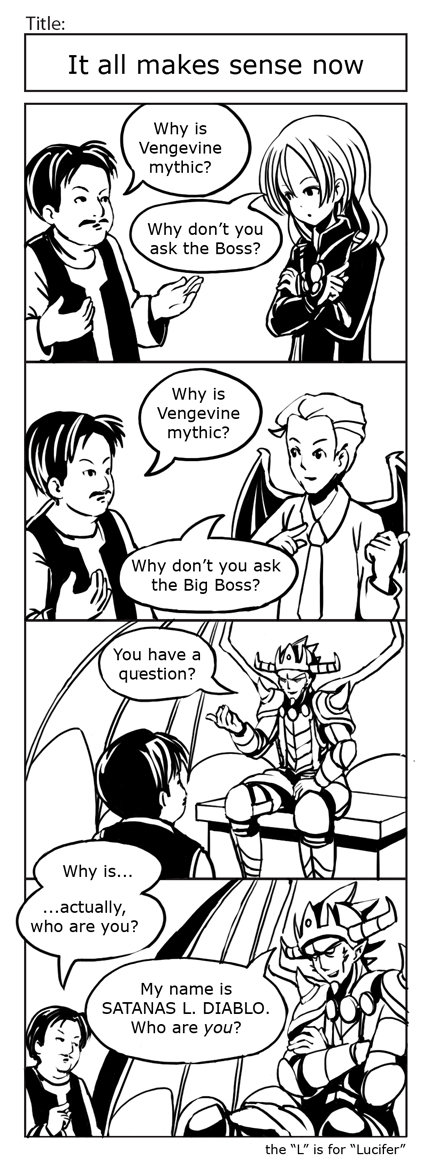 Title:
It all makes sense now
Why is
Vengevine
mythic?
Why don't you
ask the Boss?
Why is
Vengevine
mythic?
Why don't you ask
the Big Boss?
You have a
question?
Why is...
...actually,
who are you?
My name is
SATANAS L. DIABLO.
Who are you?
the “L” is for “Lucifer”